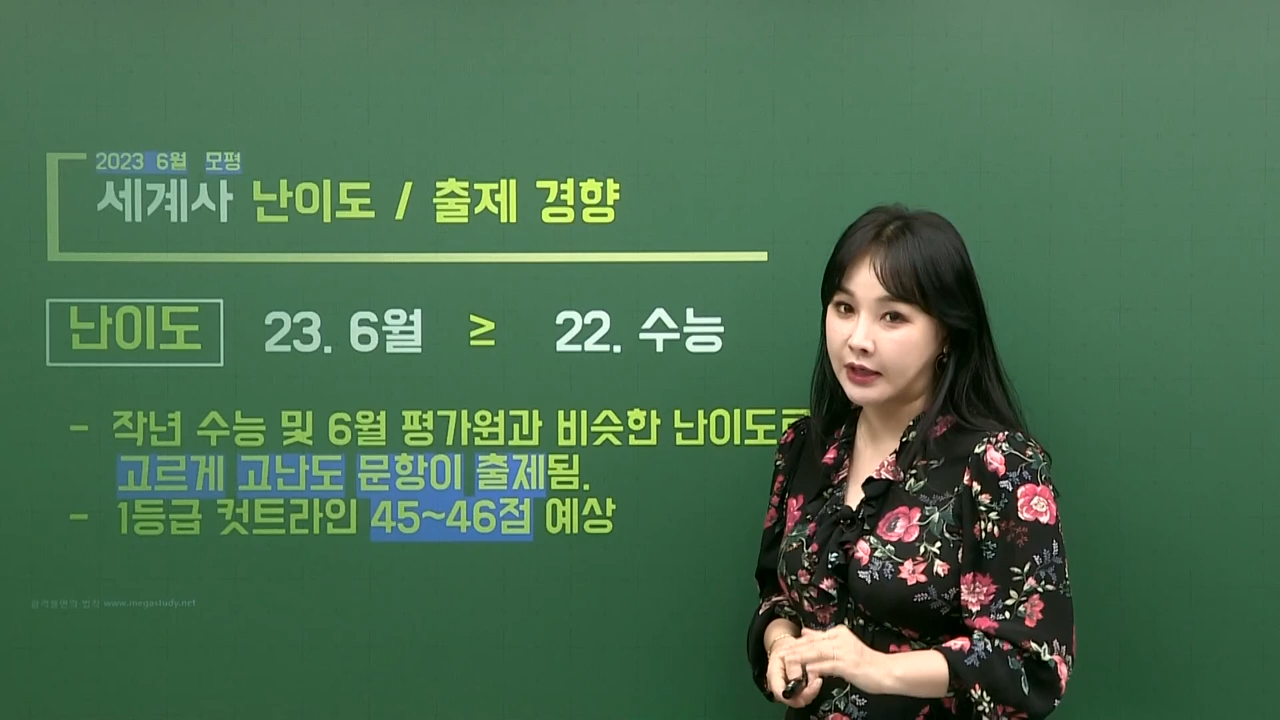 2023 6월 모평
세계사 난이도 / 출제 경향
난이도 23. 6월 ≥ 22. 수능
- 작년 수능 및 6월 평가원과 비슷한 난이도로
고르게 고난도 문항이 출제됨.
- 1등급 컷트라인 45~46점 예상
www.megastudy.net